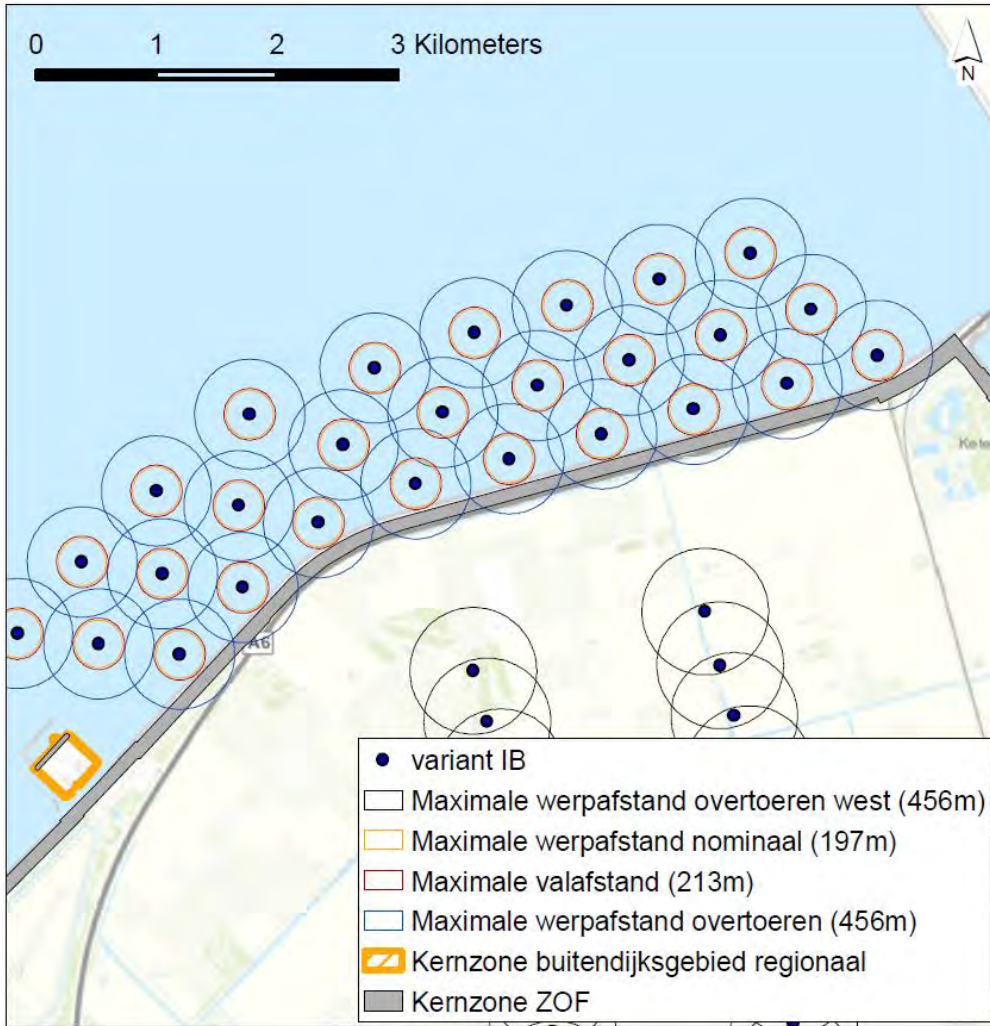 0 1 2 3 Kilometers
N
Kete
A6
variant IB
Maximale werpafstand overtoeren west (456m)
Maximale werpafstand nominaal (197m)
Maximale valafstand (213m)
Maximale werpafstand overtoeren (456m)
Kernzone buitendijksgebied regionaal
Kernzone ZOF